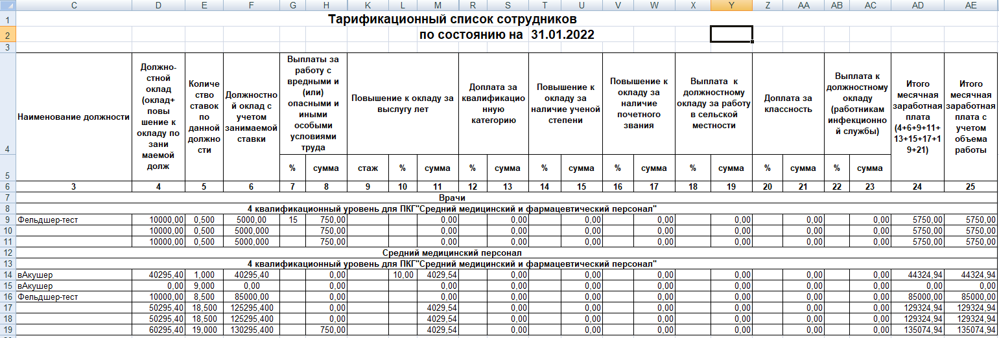 C D E F G H K L M R S T U V W X Y Z AA AB AC AD AE
1 Тарификационный список сотрудников
2 по состоянию на 31.01.2022
3
4 Наименование должности
Должно-
стной
оклад
(оклад+
повы
шение к
окладу по
зани
маемой
долж
Количе
ство
ставок
по
данной
должно
сти
Должностно
й оклад с
учетом
занимаемой
ставки
Выплаты за
работу с
вредными и
(или)
опасными и
иными
особыми
условиями
труда
Повышение к окладу за
выслугу лет
Доплата за
квалификацио
нную
категорию
Повышение к
окладу за
наличие ученой
степени
Повышение к
окладу за
наличие
почетного
звания
Выплата к
должностному
окладу за работу
в сельской
местности
Доплата за
классность
Выплата к
должностному
окладу
(работникам
инфекционно
й службы)
Итого
месячная
заработная
плата
(4+6+9+11+
13+15+17+1
9+21)
Итого
месячная
заработная
плата с
учетом
объема
работы
5 % сумма стаж % сумма % сумма % сумма % сумма % сумма % сумма % сумма
6 3 4 5 6 7 8 9 10 11 12 13 14 15 16 17 18 19 20 21 22 23 24 25
7 Врачи
8 4 квалификационный уровень для ПКГ"Средний медицинский и фармацевтический персонал"
9 Фельдшер-тест 10000,00 0,500 5000,00 15 750,00 0,00 0,00 0,00 0,00 0,00 0,00 0,00 5750,00 5750,00
10 10000,00 0,500 5000,000 750,00 0,00 0,00 0,00 0,00 0,00 0,00 0,00 5750,00 5750,00
11 10000,00 0,500 5000,000 750,00 0,00 0,00 0,00 0,00 0,00 0,00 0,00 5750,00 5750,00
12 Средний медицинский персонал
13 4 квалификационный уровень для ПКГ"Средний медицинский и фармацевтический персонал"
14 вАкушер 40295,40 1,000 40295,40 0,00 10,00 4029,54 0,00 0,00 0,00 0,00 0,00 0,00 44324,94 44324,94
15 вАкушер 0,00 9,000 0,00 0,00 0,00 0,00 0,00 0,00 0,00 0,00 0,00 0,00 0,00
16 Фельдшер-тест 10000,00 8,500 85000,00 0,00 0,00 0,00 0,00 0,00 0,00 0,00 0,00 85000,00 85000,00
17 50295,40 18,500 125295,400 0,00 4029,54 0,00 0,00 0,00 0,00 0,00 0,00 129324,94 129324,94
18 50295,40 18,500 125295,400 0,00 4029,54 0,00 0,00 0,00 0,00 0,00 0,00 129324,94 129324,94
19 60295,40 19,000 130295,400 750,00 4029,54 0,00 0,00 0,00 0,00 0,00 0,00 135074,94 135074,94